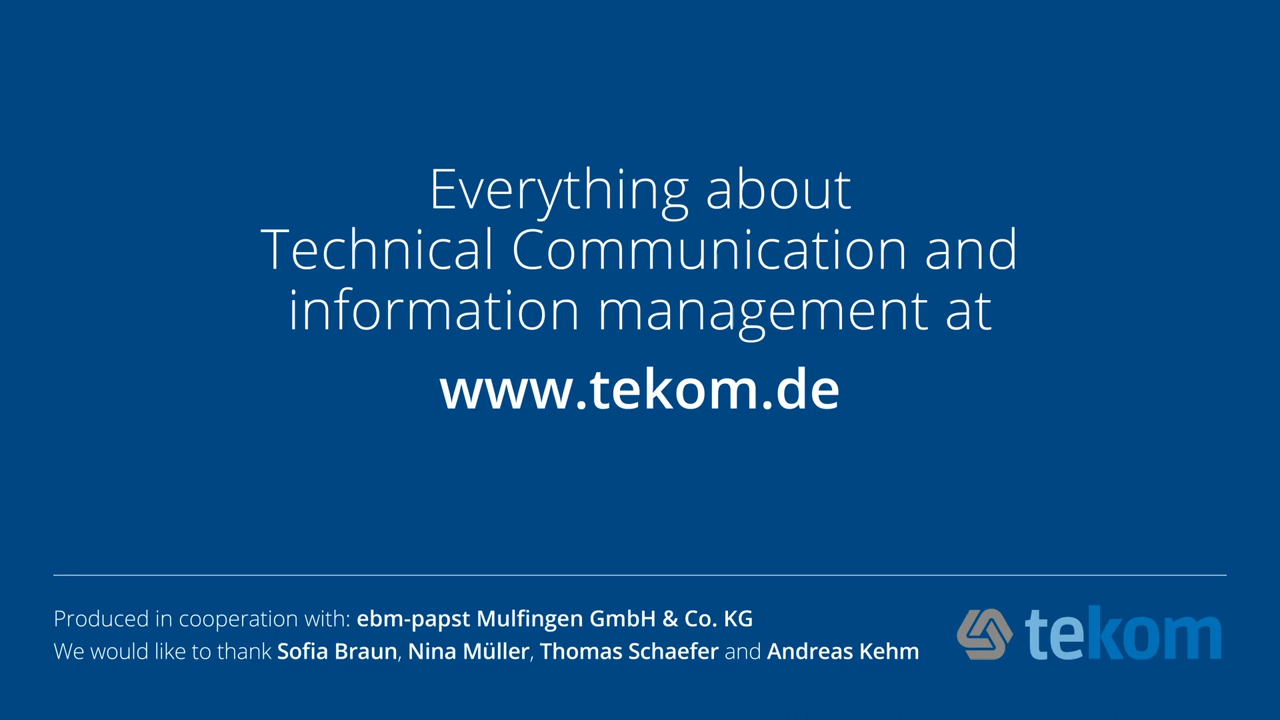 Everything about
Technical Communication and
information management at
www.tekom.de
Produced in cooperation with: ebm-papst Mulfingen GmbH & Co. KG
We would like to thank Sofia Braun, Nina Müller, Thomas Schaefer and Andreas Kehm
tekom